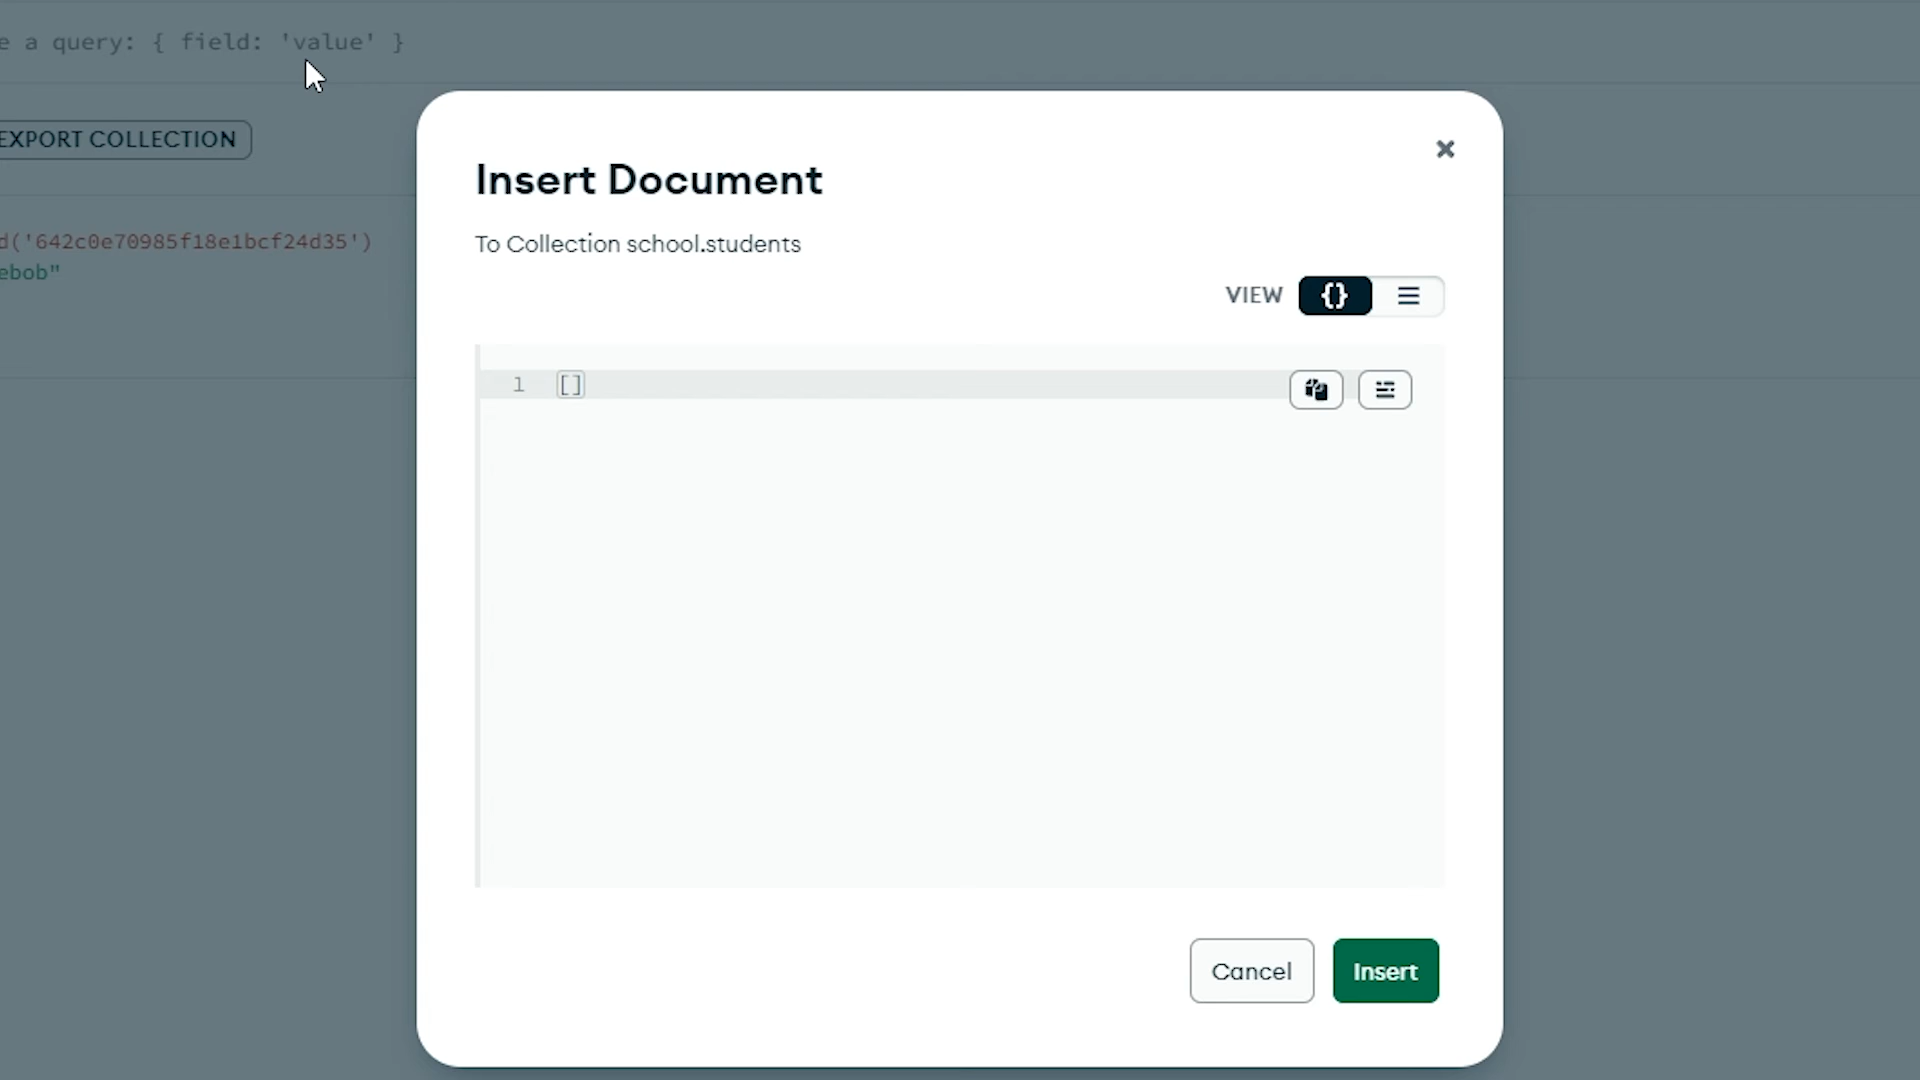 e a query: { field: 'value' }
EXPORT COLLECTION
Insert Document
d('642c0e70985f18e1bcf24d35')
To Collection school.students
ebob"
VIEW {}
1 []
Cancel Insert